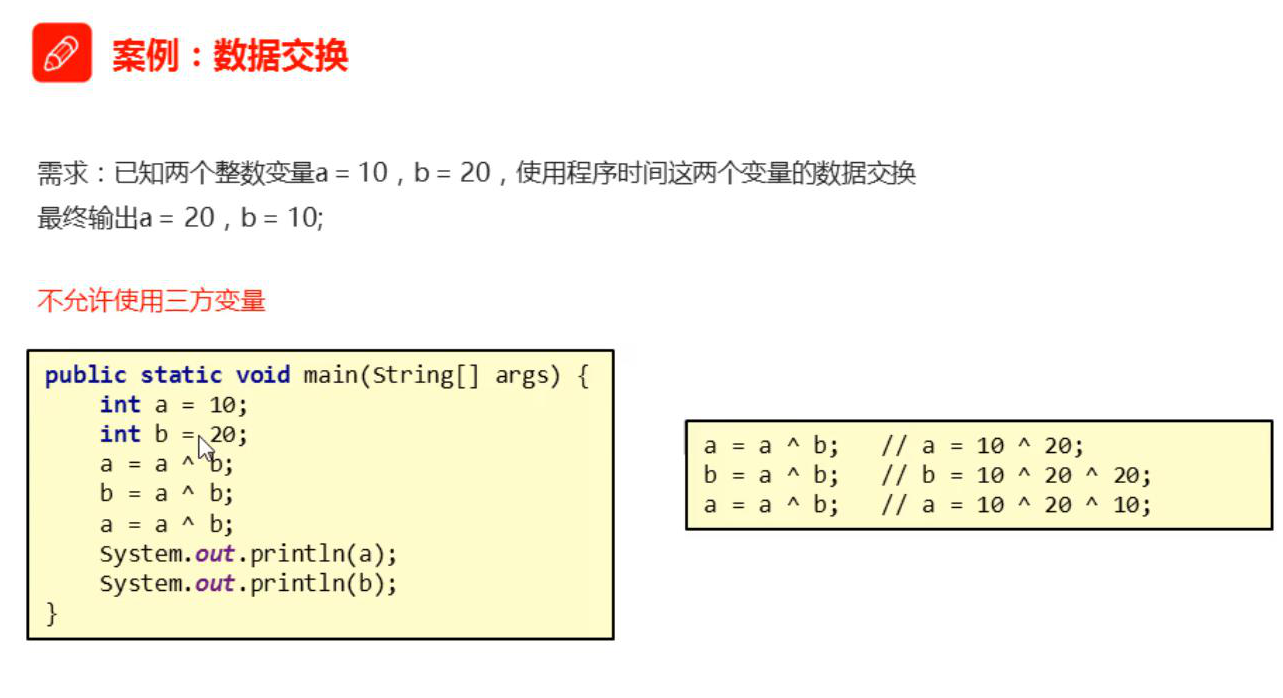 案例：数据交换
需求：已知两个整数变量a = 10，b = 20，使用程序时间这两个变量的数据交换
最终输出a = 20，b = 10;
不允许使用三方变量
public static void main(String[] args) {
    int a = 10;
    int b = 20;
    a = a ^ b;
    b = a ^ b;
    a = a ^ b;
    System.out.println(a);
    System.out.println(b);
}
a = a ^ b;   // a = 10 ^ 20;
b = a ^ b;   // b = 10 ^ 20 ^ 20;
a = a ^ b;   // a = 10 ^ 20 ^ 10;